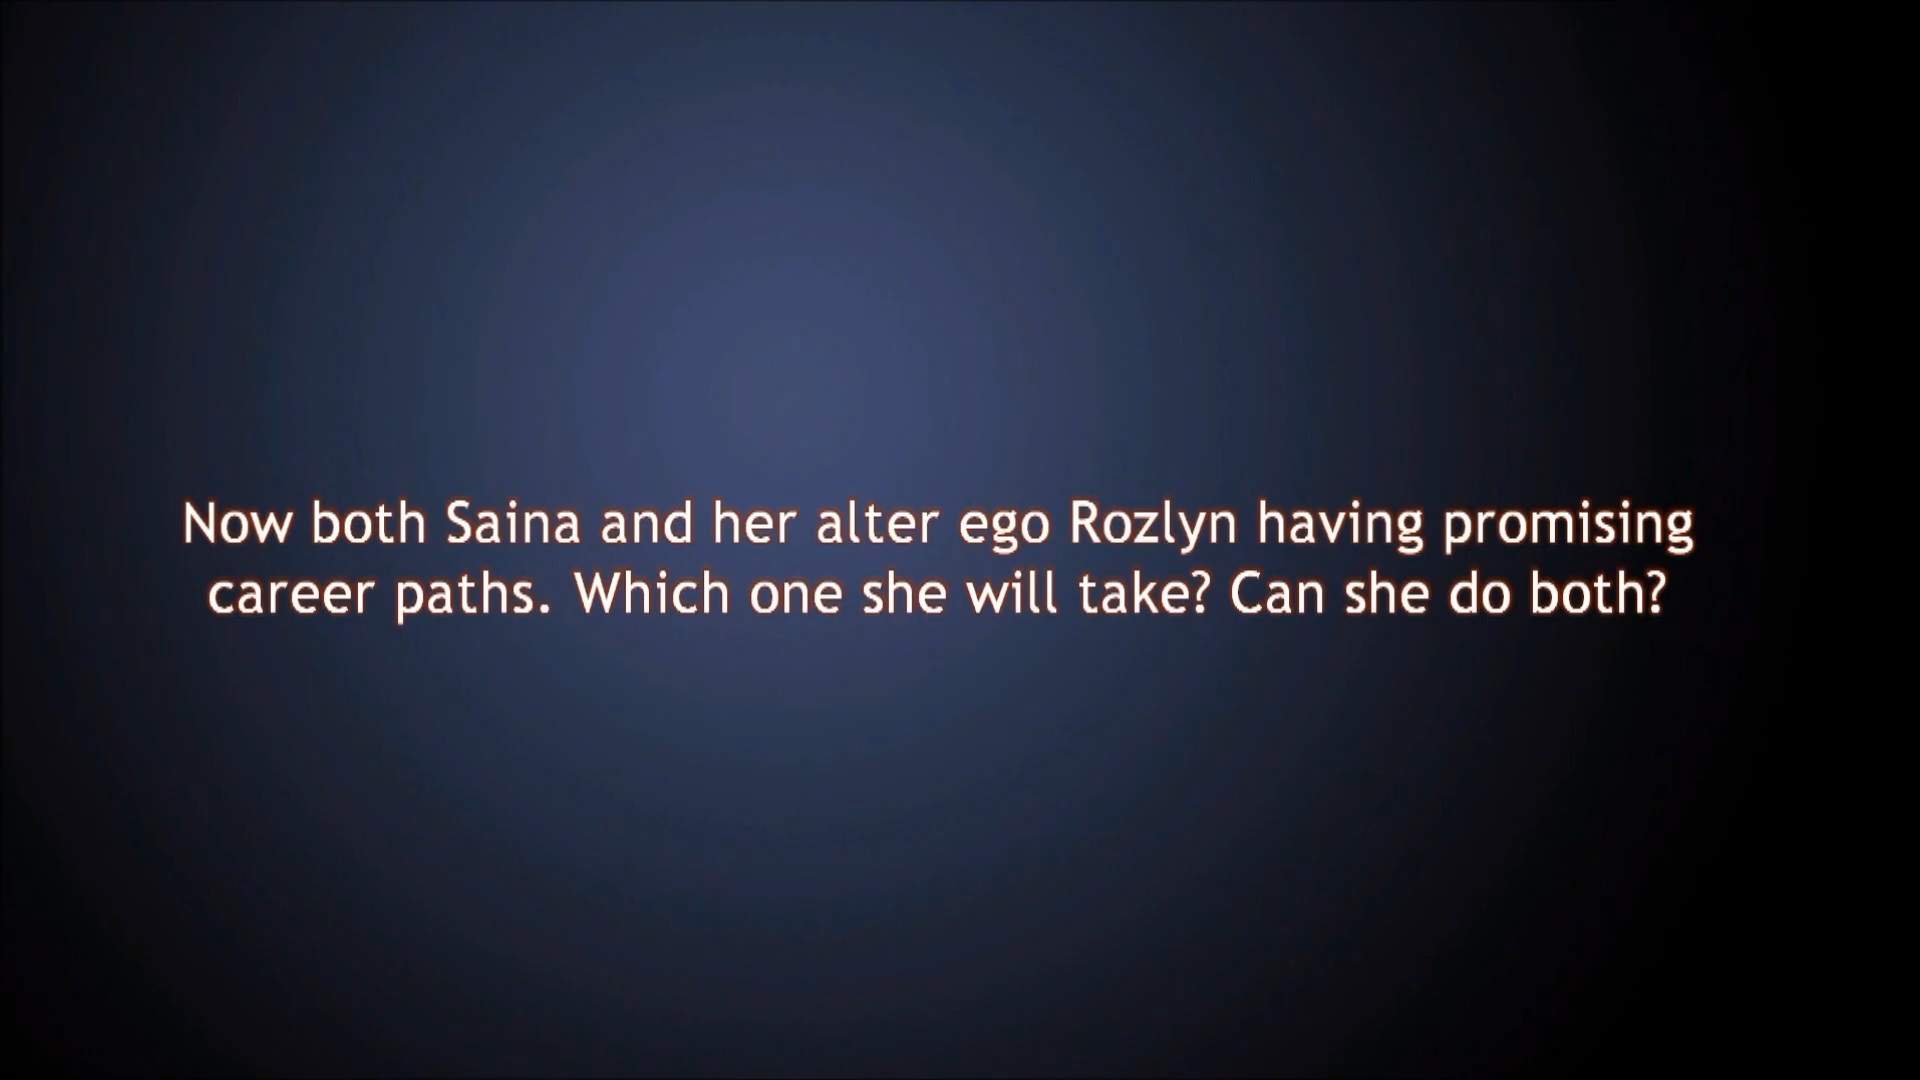 Now both Saina and her alter ego Rozlyn having promising
career paths. Which one she will take? Can she do both?